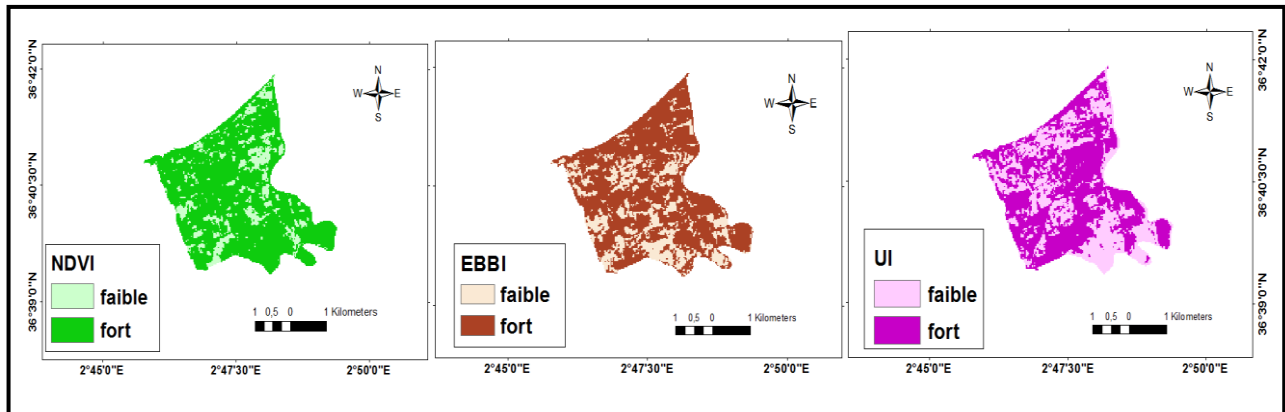 36°42'0"N
36°40'30"N
36°39'0"N
N
W E
S
NDVI
faible
fort
1 0,5 0 1 Kilometers
2°45'0"E 2°47'30"E 2°50'0"E
N
W E
S
EBBI
faible
fort
1 0,5 0 1 Kilometers
2°45'0"E 2°47'30"E 2°50'0"E
N
W E
S
UI
faible
fort
1 0,5 0 1 Kilometers
2°45'0"E 2°47'30"E 2°50'0"E
36°42'0"N
36°40'30"N
36°39'0"N